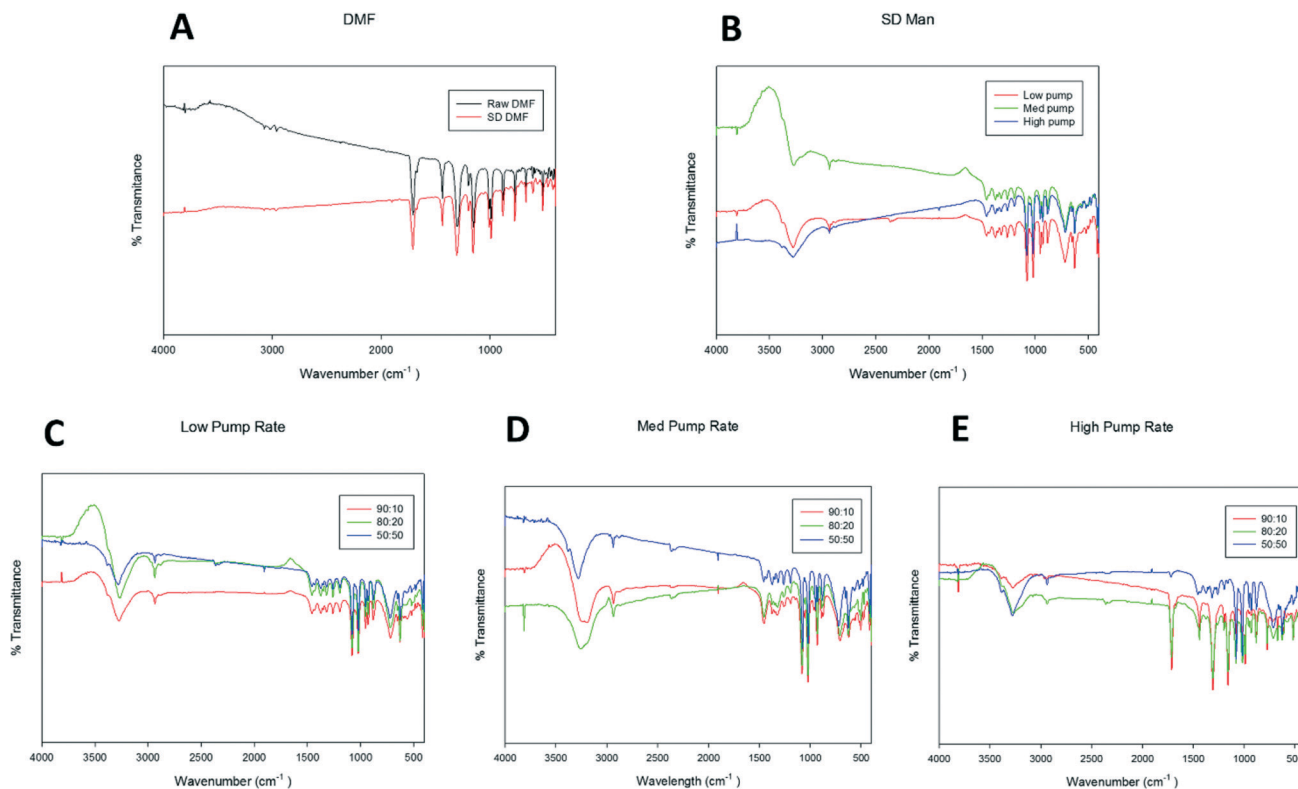 A
DMF
% Transmitance
Raw DMF
SD DMF
4000 3000 2000 1000
Wavenumber (cm⁻¹)
B
SD Man
% Transmitance
Low pump
Med pump
High pump
4000 3500 3000 2500 2000 1500 1000 500
Wavenumber (cm⁻¹)
C
Low Pump Rate
% Transmittance
90:10
80:20
50:50
4000 3500 3000 2500 2000 1500 1000 500
Wavenumber (cm⁻¹)
D
Med Pump Rate
% Transmittance
90:10
80:20
50:50
4000 3500 3000 2500 2000 1500 1000 500
Wavelength (cm⁻¹)
E
High Pump Rate
% Transmittance
90:10
80:20
50:50
4000 3500 3000 2500 2000 1500 1000 500
Wavenumber (cm⁻¹)